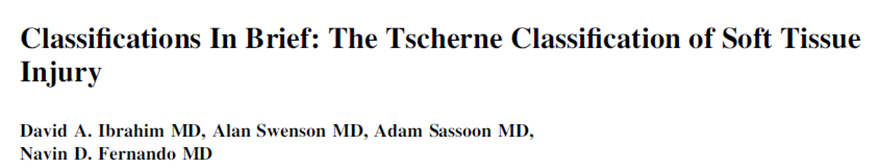 Classifications In Brief: The Tscherne Classification of Soft Tissue
Injury
David A. Ibrahim MD, Alan Swenson MD, Adam Sassoon MD,
Navin D. Fernando MD